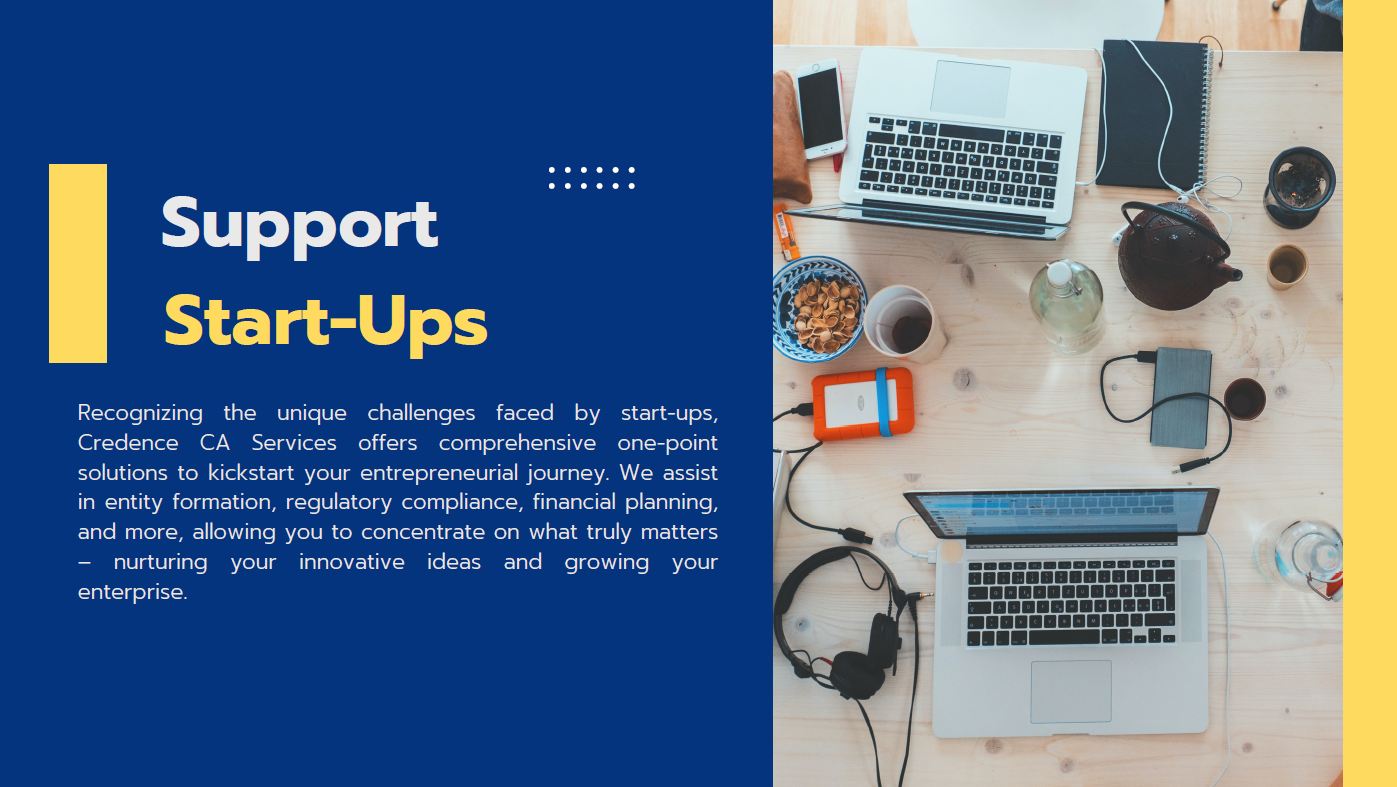 Support
Start-Ups
Recognizing the unique challenges faced by start-ups,
Credence CA Services offers comprehensive one-point
solutions to kickstart your entrepreneurial journey. We assist
in entity formation, regulatory compliance, financial planning,
and more, allowing you to concentrate on what truly matters
– nurturing your innovative ideas and growing your
enterprise.